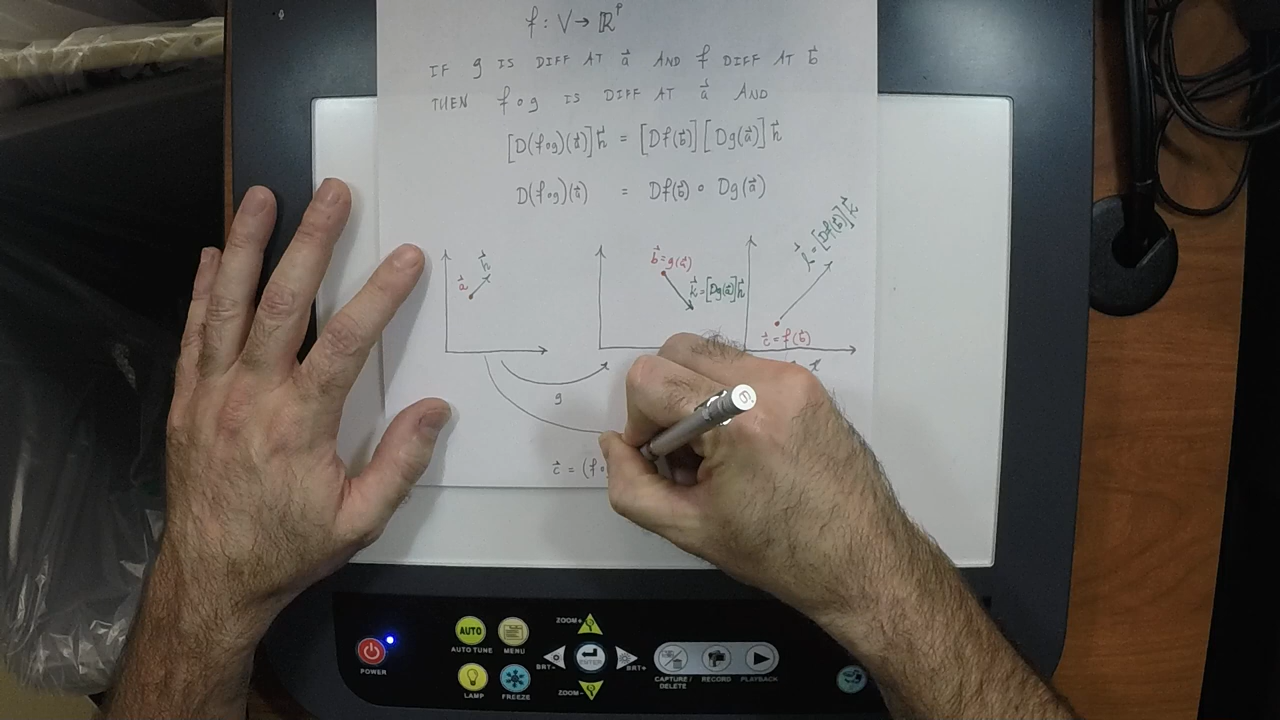 f : V → ℝᵖ
IF g IS DIFF AT a⃗ AND f DIFF AT b⃗
THEN f∘g IS DIFF AT a⃗ AND
[D(f∘g)(a⃗)]h⃗ = [Df(b⃗)][Dg(a⃗)]h⃗
D(f∘g)(a⃗) = Df(b⃗) ∘ Dg(a⃗)
a⃗ h⃗
b⃗ = g(a⃗)
k⃗ = [Dg(a⃗)]h⃗
l⃗ = [Df(b⃗)]k⃗
c⃗ = f(b⃗)
g
c⃗ = (f∘
POWER
AUTO
AUTO TUNE
MENU
LAMP
FREEZE
ZOOM+
BRT-
ENTER
BRT+
ZOOM-
CAPTURE /
DELETE
RECORD
PLAYBACK